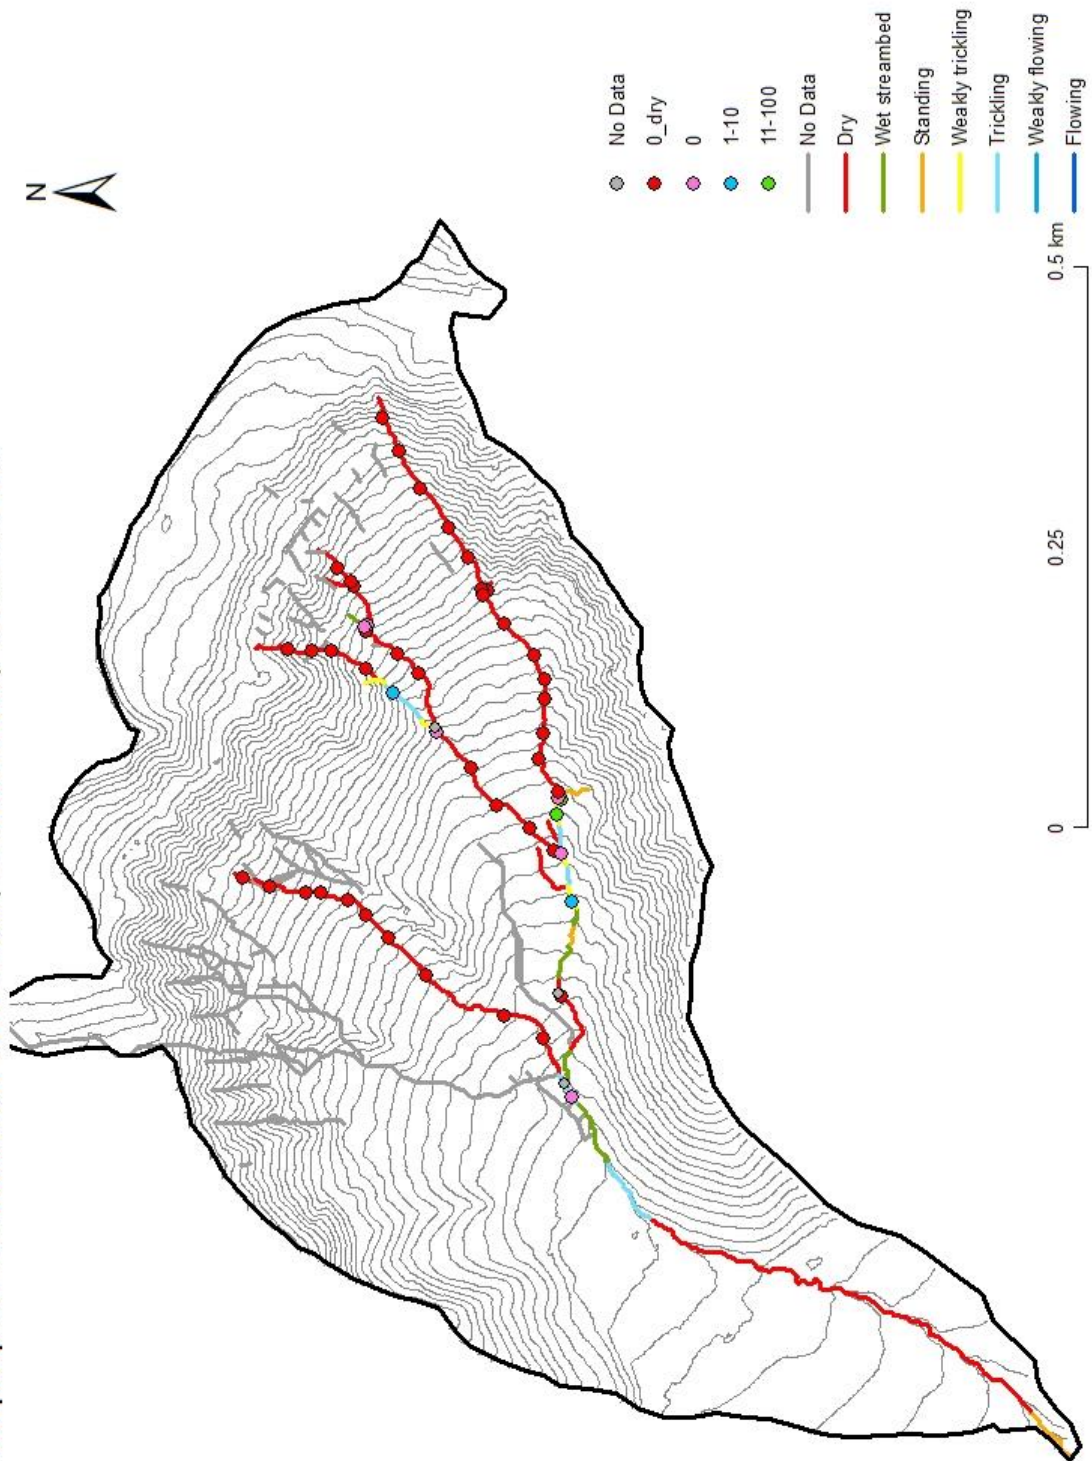 N
No Data
0_dry
0
1-10
11-100
No Data
Dry
Wet streambed
Standing
Weakly trickling
Trickling
Weakly flowing
Flowing
0 0.25 0.5 km